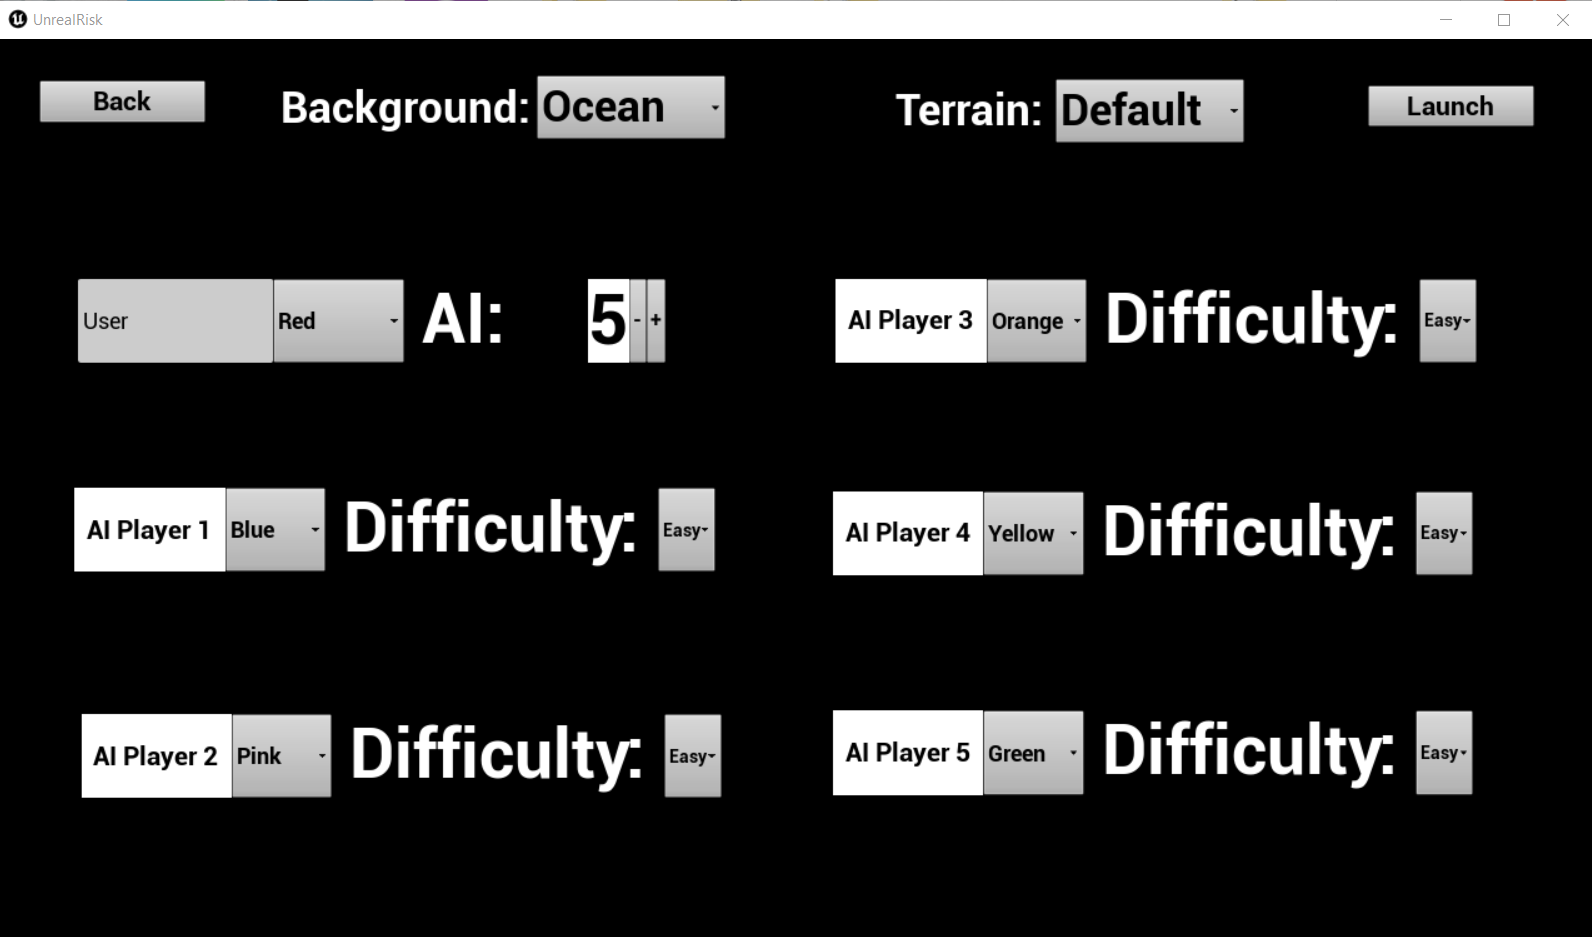 UnrealRisk
Back
Background: Ocean
Terrain: Default
Launch
User Red AI: 5 - +
AI Player 3 Orange Difficulty: Easy
AI Player 1 Blue Difficulty: Easy
AI Player 4 Yellow Difficulty: Easy
AI Player 2 Pink Difficulty: Easy
AI Player 5 Green Difficulty: Easy